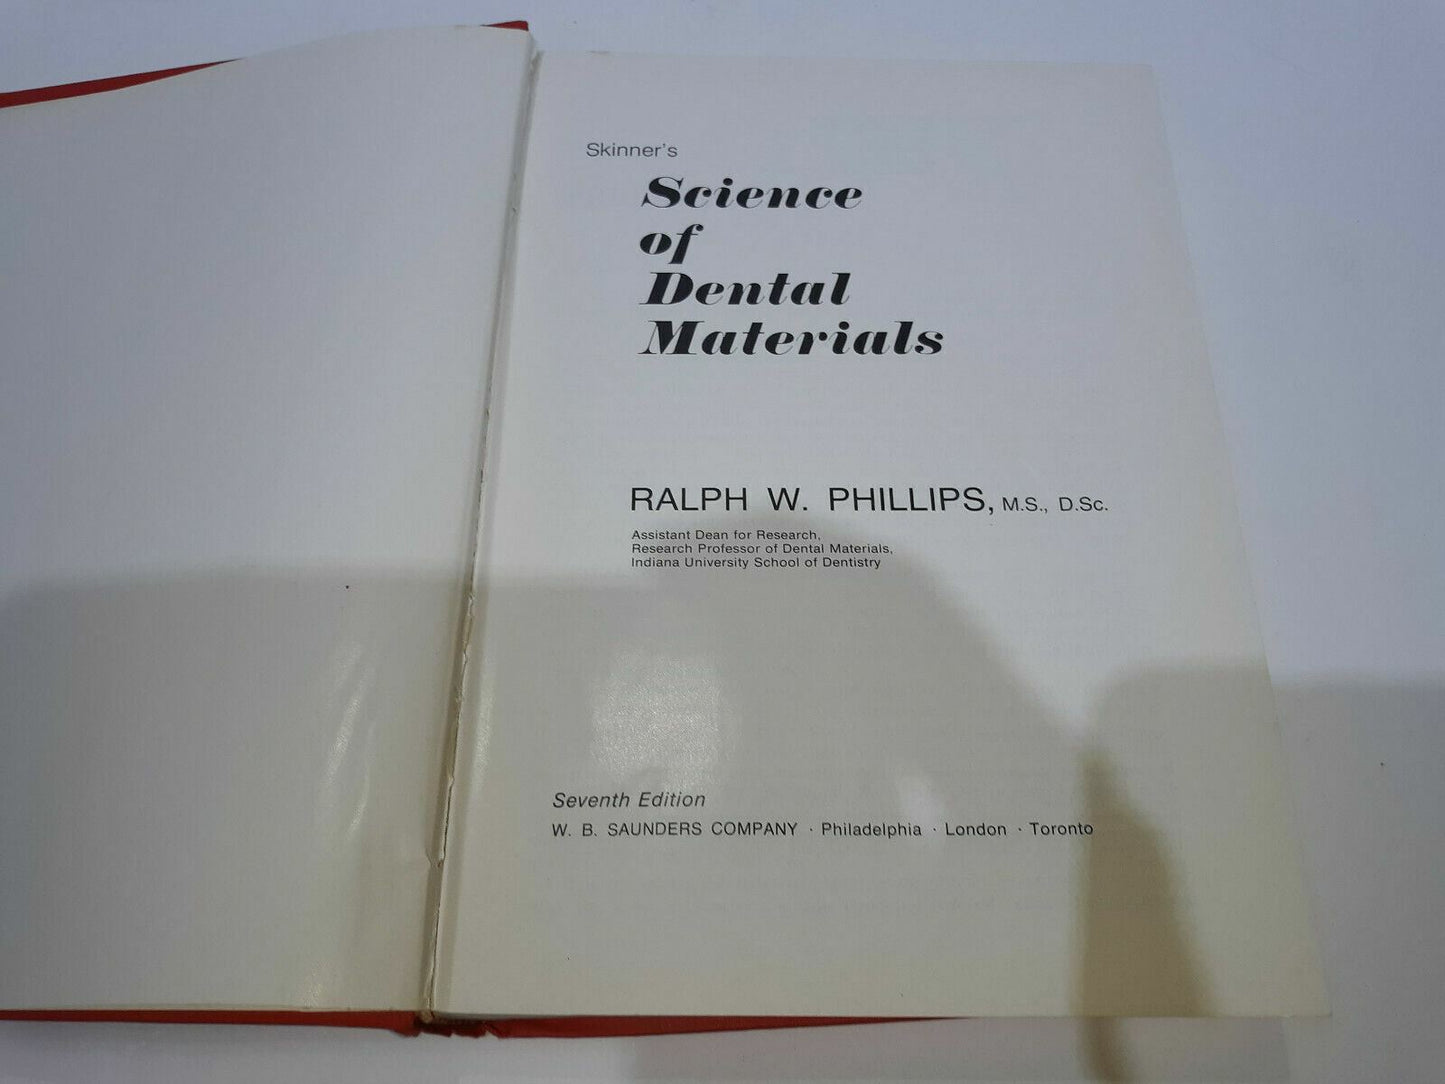 Skinner's
Science
of
Dental
Materials
RALPH W. PHILLIPS, M.S., D.Sc.
Assistant Dean for Research,
Research Professor of Dental Materials,
Indiana University School of Dentistry
Seventh Edition
W. B. SAUNDERS COMPANY · Philadelphia · London · Toronto